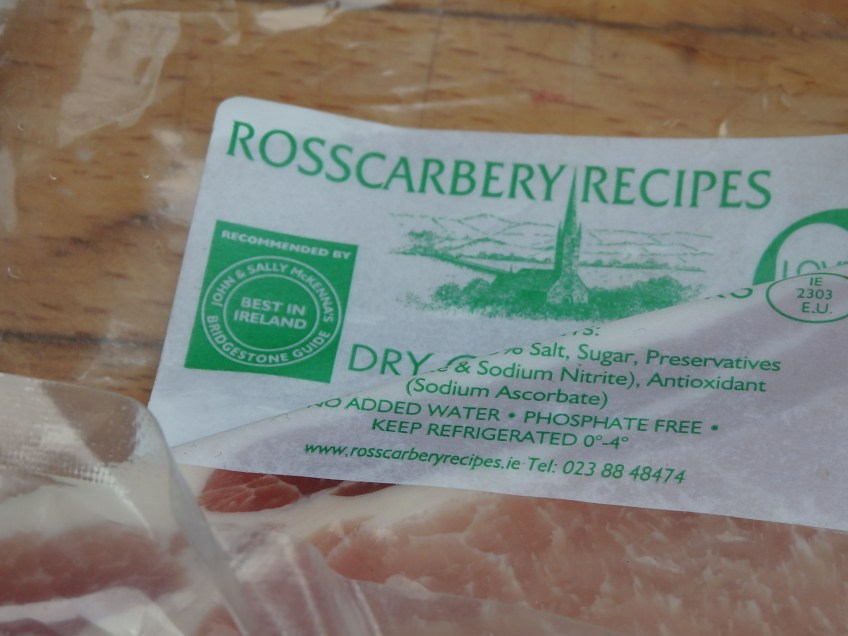 ROSSCARBERY RECIPES
RECOMMENDED BY
JOHN & SALLY McKENNA'S
BEST IN
IRELAND
BRIDGESTONE GUIDE
IE
2303
E.U.
DRY
% Salt, Sugar, Preservatives
& Sodium Nitrite), Antioxidant
(Sodium Ascorbate)
NO ADDED WATER • PHOSPHATE FREE •
KEEP REFRIGERATED 0°-4°
www.rosscarberyrecipes.ie Tel: 023 88 48474